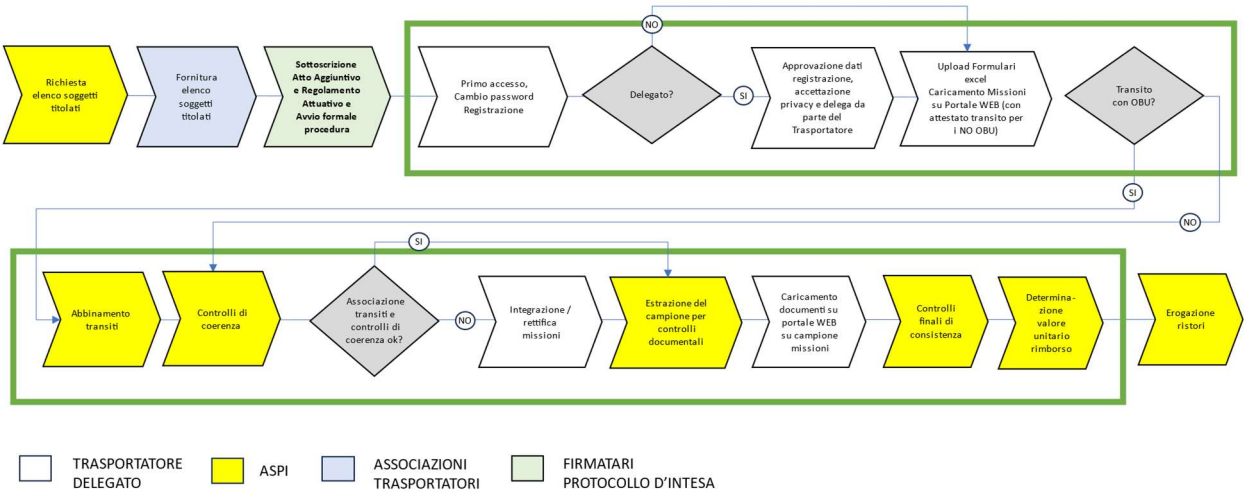 NO
Richiesta
elenco soggetti
titolati
Fornitura
elenco
soggetti
titolati
Sottoscrizione
Atto Aggiuntivo
e Regolamento
Attuativo e
Avvio formale
procedura
Primo accesso,
Cambio password
Registrazione
Delegato?
SI
Approvazione dati
registrazione,
accettazione
privacy e delega da
parte del
Trasportatore
Upload Formulari
excel
Caricamento Missioni
su Portale WEB (con
attestato transito per
i NO OBU)
Transito
con OBU?
SI
NO
SI
Abbinamento
transiti
Controlli di
coerenza
Associazione
transiti e
controlli di
coerenza ok?
NO
Integrazione /
rettifica
missioni
Estrazione del
campione per
controlli
documentali
Caricamento
documenti su
portale WEB
su campione
missioni
Controlli
finali di
consistenza
Determina-
zione
valore
unitario
rimborso
Erogazione
ristori
TRASPORTATORE
DELEGATO
ASPI
ASSOCIAZIONI
TRASPORTATORI
FIRMATARI
PROTOCOLLO D'INTESA